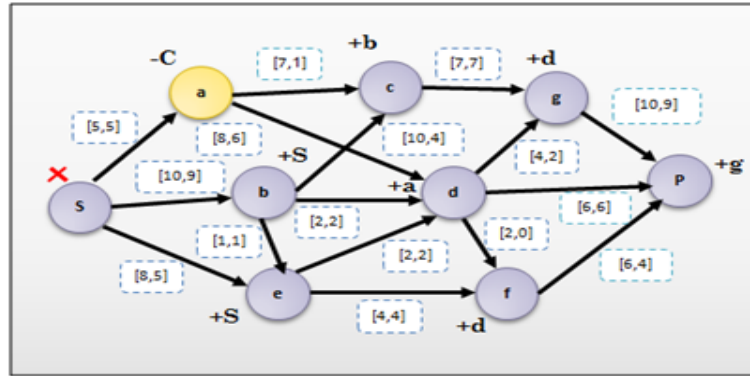 +b
+d
-C
[7,1]
[7,7]
c
a
g
[10,9]
[5,5]
[8,6]
[10,4]
+S
[4,2]
+g
[10,9]
+a
P
b
d
S
[6,6]
[2,2]
[1,1]
[2,0]
[2,2]
[8,5]
[6,4]
e
f
+S
[4,4]
+d